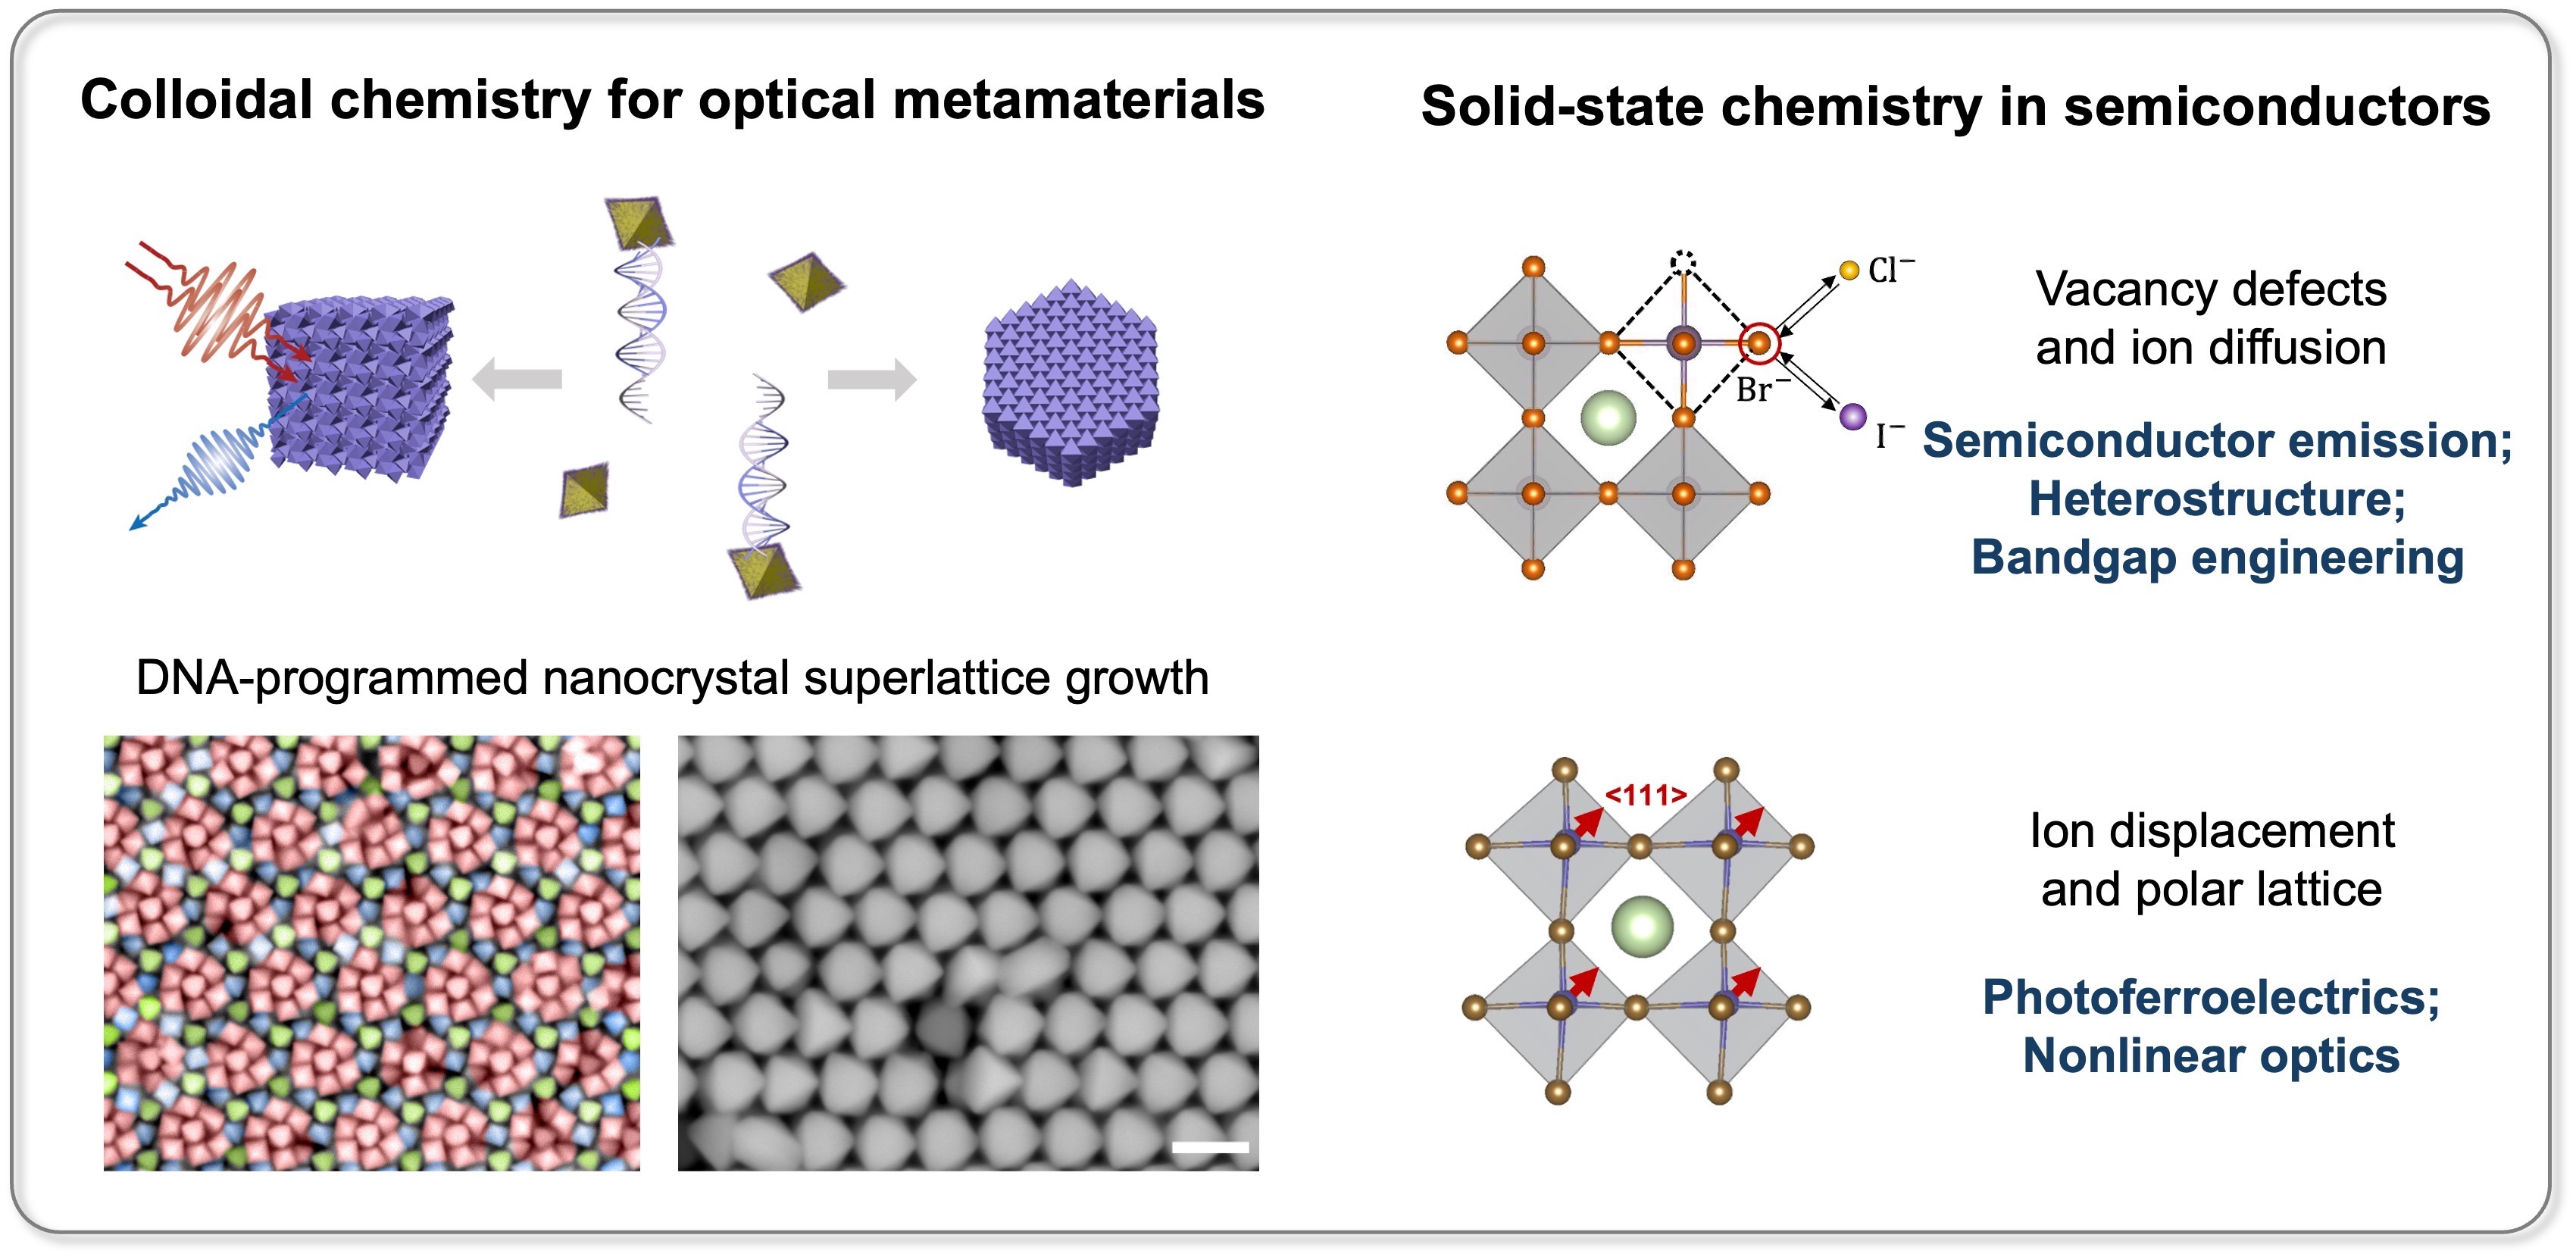 Colloidal chemistry for optical metamaterials
DNA-programmed nanocrystal superlattice growth
Solid-state chemistry in semiconductors
Cl⁻
Br⁻
I⁻
Vacancy defects
and ion diffusion
Semiconductor emission;
Heterostructure;
Bandgap engineering
<111>
Ion displacement
and polar lattice
Photoferroelectrics;
Nonlinear optics